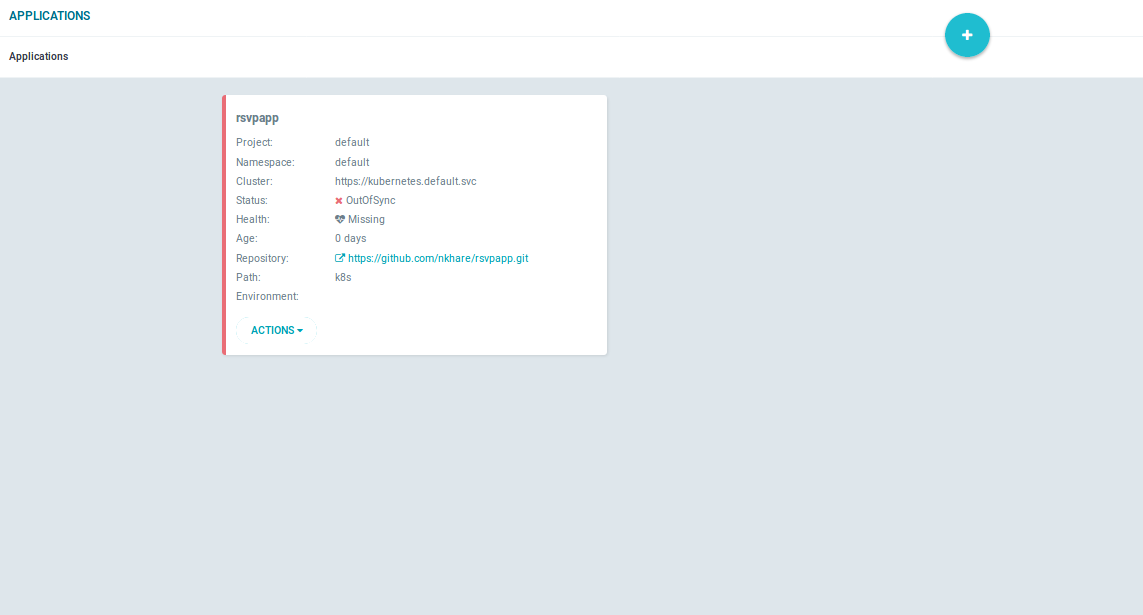 APPLICATIONS
+
Applications
rsvpapp
Project: default
Namespace: default
Cluster: https://kubernetes.default.svc
Status: OutOfSync
Health: Missing
Age: 0 days
Repository: https://github.com/nkhare/rsvpapp.git
Path: k8s
Environment:
ACTIONS